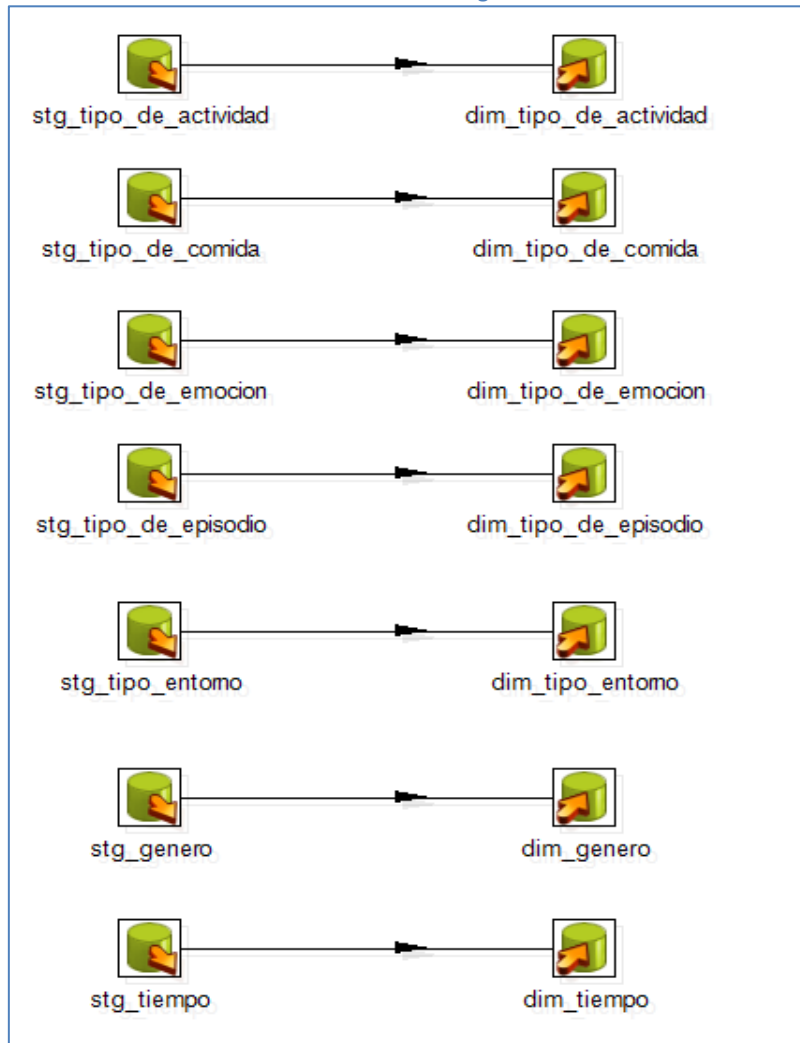 stg_tipo_de_actividad dim_tipo_de_actividad
stg_tipo_de_comida dim_tipo_de_comida
stg_tipo_de_emocion dim_tipo_de_emocion
stg_tipo_de_episodio dim_tipo_de_episodio
stg_tipo_entorno dim_tipo_entorno
stg_genero dim_genero
stg_tiempo dim_tiempo